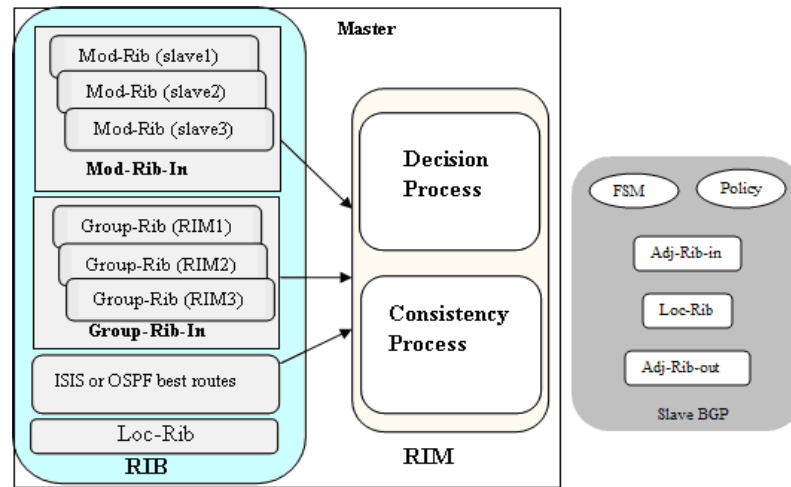 Master
Mod-Rib (slave1)
Mod-Rib (slave2)
Mod-Rib (slave3)
Mod-Rib-In
Group-Rib (RIM1)
Group-Rib (RIM2)
Group-Rib (RIM3)
Group-Rib-In
ISIS or OSPF best routes
Loc-Rib
RIB
Decision
Process
Consistency
Process
RIM
FSM
Policy
Adj-Rib-in
Loc-Rib
Adj-Rib-out
Slave BGP